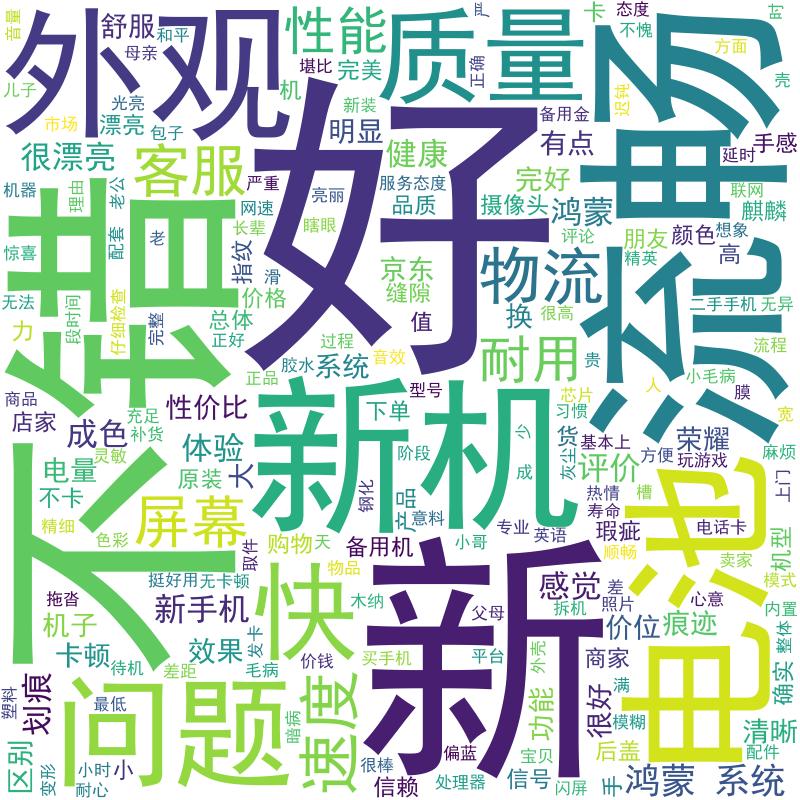 音量
儿子
市场
外观
舒服
和平
母亲
光亮
漂亮
包子
堪比
性能
机
完美
新装
明显
正确
严
质量
卡
态度
不愧
备用金
迟钝
有点
方面
时
壳
畅
手感
延时
联网
很漂亮
客服
严重
亮丽
网速
长辈
瞎眼
健康
服务态度
品质
完好
摄像头
鸿蒙
评论
朋友
颜色
精英
想象
高
麒麟
机器
惊喜
无法
段时间
理由
配套
老公
老
仔细检查
完整
指纹
滑
价格
总体
正好
京东
缝隙
过程
值
物流
换
很高
好
流
二手手机
无异
流程
力
不错
正品
胶水
系统
音效
型号
耐用
贵
芯片
人
小毛病
膜
宽
商品
店家
成色
充足
补货
灵敏
性价比
体验
原装
大
下单
阶段
新机
少
成
习惯
灰尘
货
基本上
评价
荣耀
方便
玩游戏
麻烦
上门
电量
不卡
精细
色彩
屏幕
取件
购物
天
钢化
产品
意料
备用机
小哥
专业
英语
热情
寿命
瑕疵
槽
顺畅
电话卡
卖家
机型
模式
电池
拖沓
机子
挺好用
无卡顿
新手机
快
物品
木纳
父母
新
感觉
差
拆机
照片
价位
心意
痕迹
内置
整体
塑料
划痕
卡顿
待机
效果
差距
发卡
毛病
价钱
买手机
平台
外壳
功能
商家
很好
满
模糊
确实
清晰
最低
问题
暗病
速度
区别
变形
小时
小
耐心
很棒
偏蓝
信赖
处理器
宝贝
信号
闪屏
后盖
手
鸿蒙 系统
配件